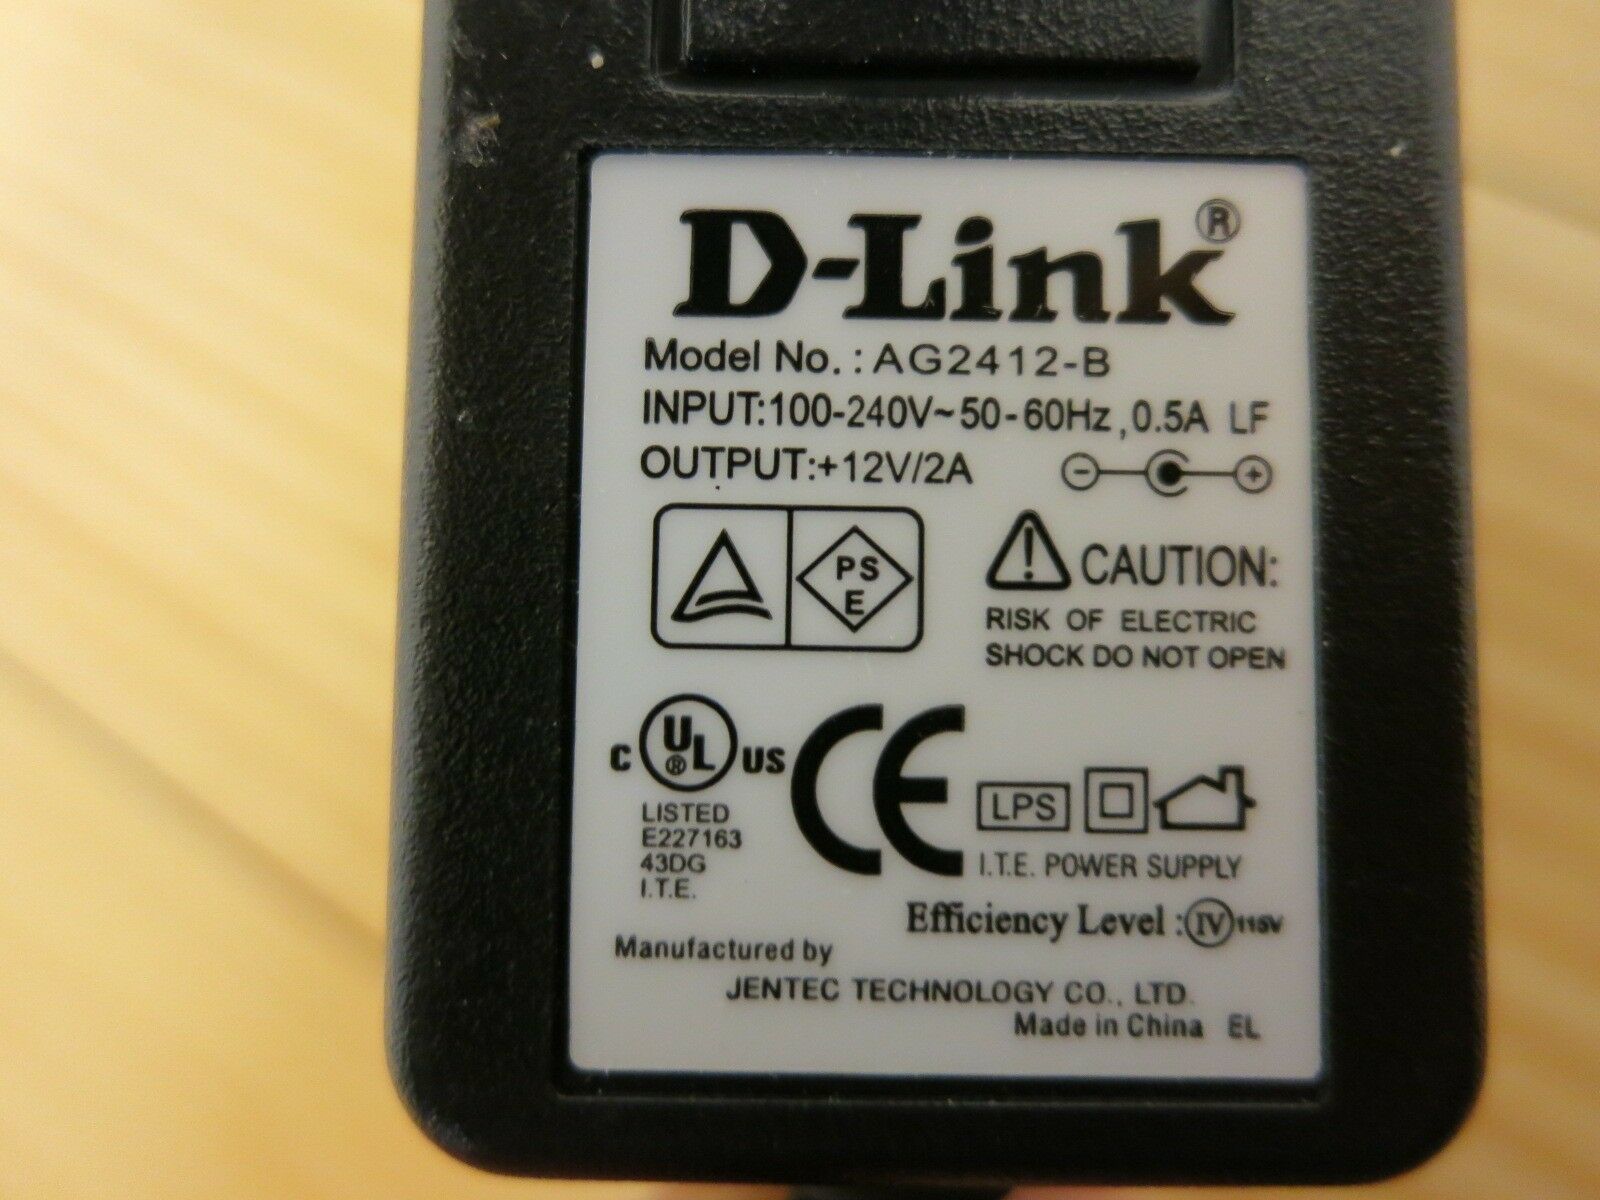 D-Link®
Model No.: AG2412-B
INPUT:100-240V~50-60Hz, 0.5A LF
OUTPUT:+12V/2A
PS
E
CAUTION:
RISK OF ELECTRIC
SHOCK DO NOT OPEN
C UL® US
LISTED
E227163
43DG
I.T.E.
CE
LPS
I.T.E. POWER SUPPLY
Efficiency Level : IV 115V
Manufactured by
JENTEC TECHNOLOGY CO., LTD.
Made in China EL